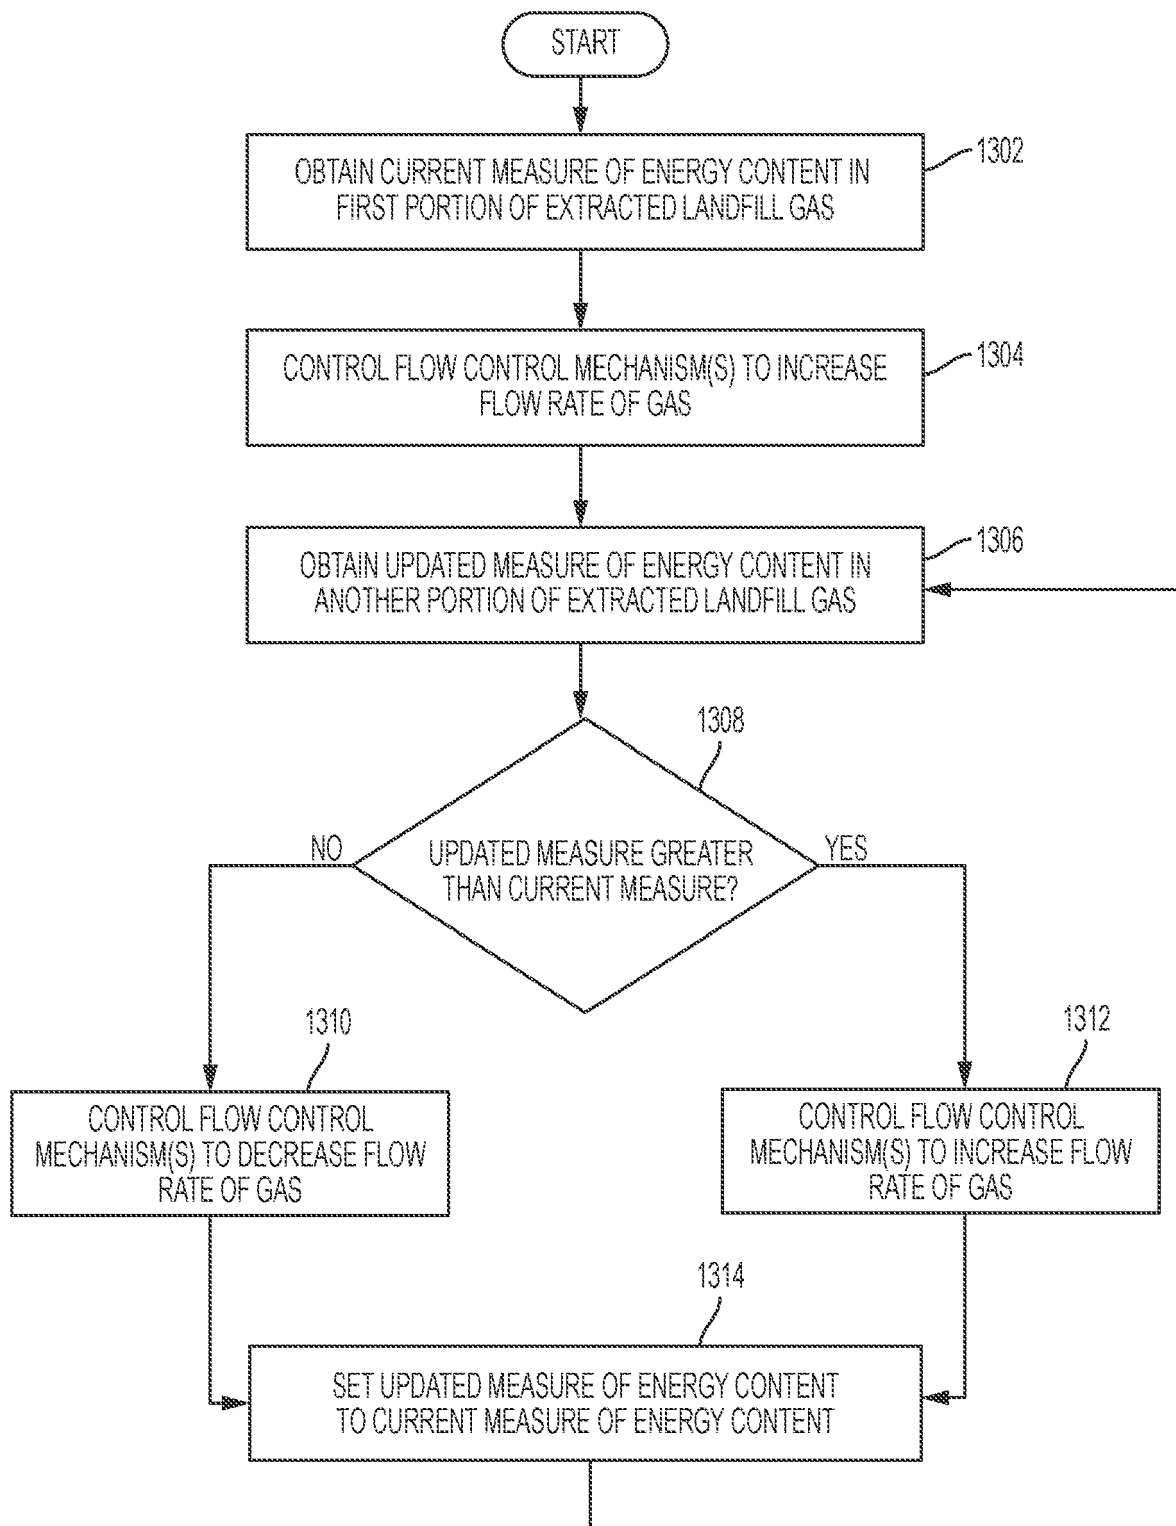 START
1302
OBTAIN CURRENT MEASURE OF ENERGY CONTENT IN
FIRST PORTION OF EXTRACTED LANDFILL GAS
1304
CONTROL FLOW CONTROL MECHANISM(S) TO INCREASE
FLOW RATE OF GAS
1306
OBTAIN UPDATED MEASURE OF ENERGY CONTENT IN
ANOTHER PORTION OF EXTRACTED LANDFILL GAS
1308
NO
YES
UPDATED MEASURE GREATER
THAN CURRENT MEASURE?
1310
CONTROL FLOW CONTROL
MECHANISM(S) TO DECREASE FLOW
RATE OF GAS
1312
CONTROL FLOW CONTROL
MECHANISM(S) TO INCREASE FLOW
RATE OF GAS
1314
SET UPDATED MEASURE OF ENERGY CONTENT
TO CURRENT MEASURE OF ENERGY CONTENT